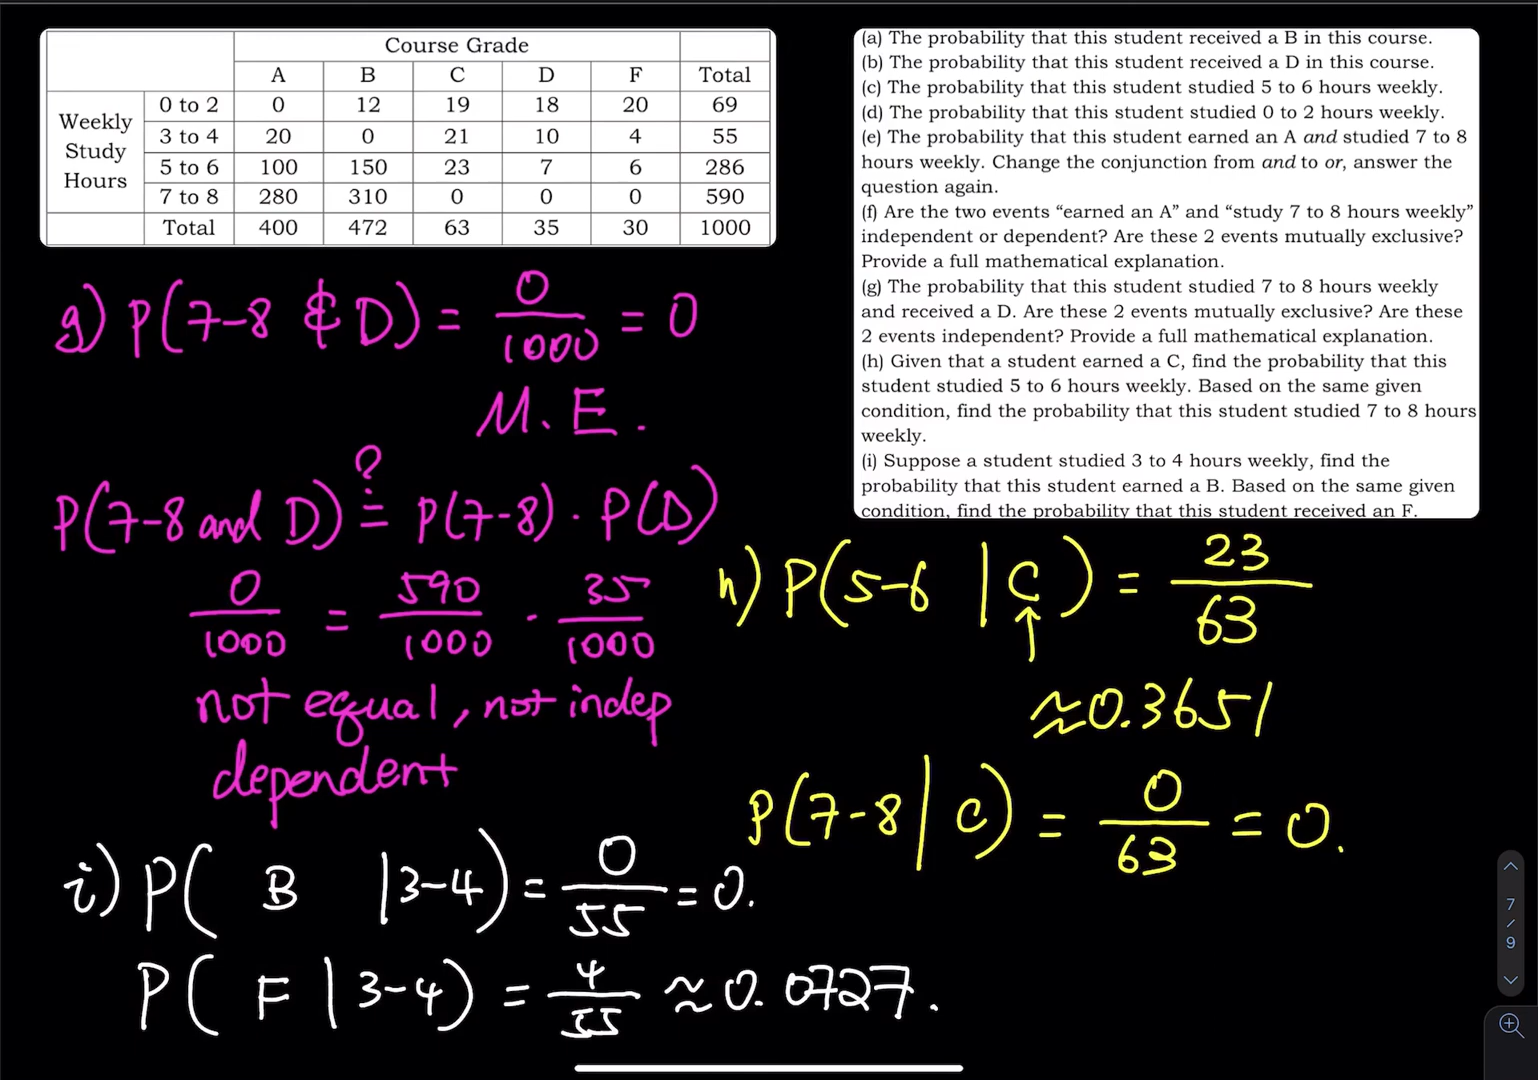 Course Grade
A B C D F Total
Weekly Study Hours
0 to 2 0 12 19 18 20 69
3 to 4 20 0 21 10 4 55
5 to 6 100 150 23 7 6 286
7 to 8 280 310 0 0 0 590
Total 400 472 63 35 30 1000
(a) The probability that this student received a B in this course.
(b) The probability that this student received a D in this course.
(c) The probability that this student studied 5 to 6 hours weekly.
(d) The probability that this student studied 0 to 2 hours weekly.
(e) The probability that this student earned an A and studied 7 to 8
hours weekly. Change the conjunction from and to or, answer the
question again.
(f) Are the two events “earned an A” and “study 7 to 8 hours weekly”
independent or dependent? Are these 2 events mutually exclusive?
Provide a full mathematical explanation.
(g) The probability that this student studied 7 to 8 hours weekly
and received a D. Are these 2 events mutually exclusive? Are these
2 events independent? Provide a full mathematical explanation.
(h) Given that a student earned a C, find the probability that this
student studied 5 to 6 hours weekly. Based on the same given
condition, find the probability that this student studied 7 to 8 hours
weekly.
(i) Suppose a student studied 3 to 4 hours weekly, find the
probability that this student earned a B. Based on the same given
condition, find the probability that this student received an F.
g) P(7-8 & D) = 0/1000 = 0
M.E.
P(7-8 and D) ?= P(7-8) · P(D)
0/1000 = 590/1000 · 35/1000
not equal, not indep
dependent
h) P(5-6 | C) = 23/63
≈0.3651
P(7-8 | C) = 0/63 = 0.
i) P( B | 3-4) = 0/55 = 0.
P( F | 3-4) = 4/55 ≈ 0.0727.
7
/
9